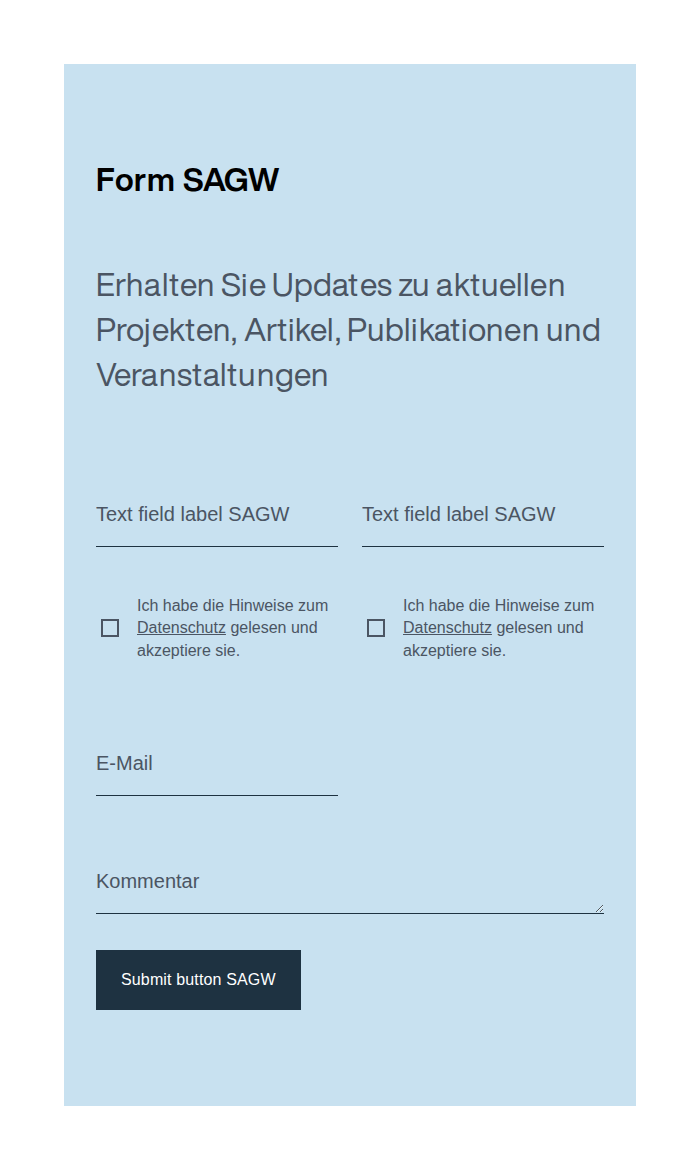 Form SAGW
Erhalten Sie Updates zu aktuellen
Projekten, Artikel, Publikationen und
Veranstaltungen
Text field label SAGW
Text field label SAGW
Ich habe die Hinweise zum
Datenschutz gelesen und
akzeptiere sie.
Ich habe die Hinweise zum
Datenschutz gelesen und
akzeptiere sie.
E-Mail
Kommentar
Submit button SAGW